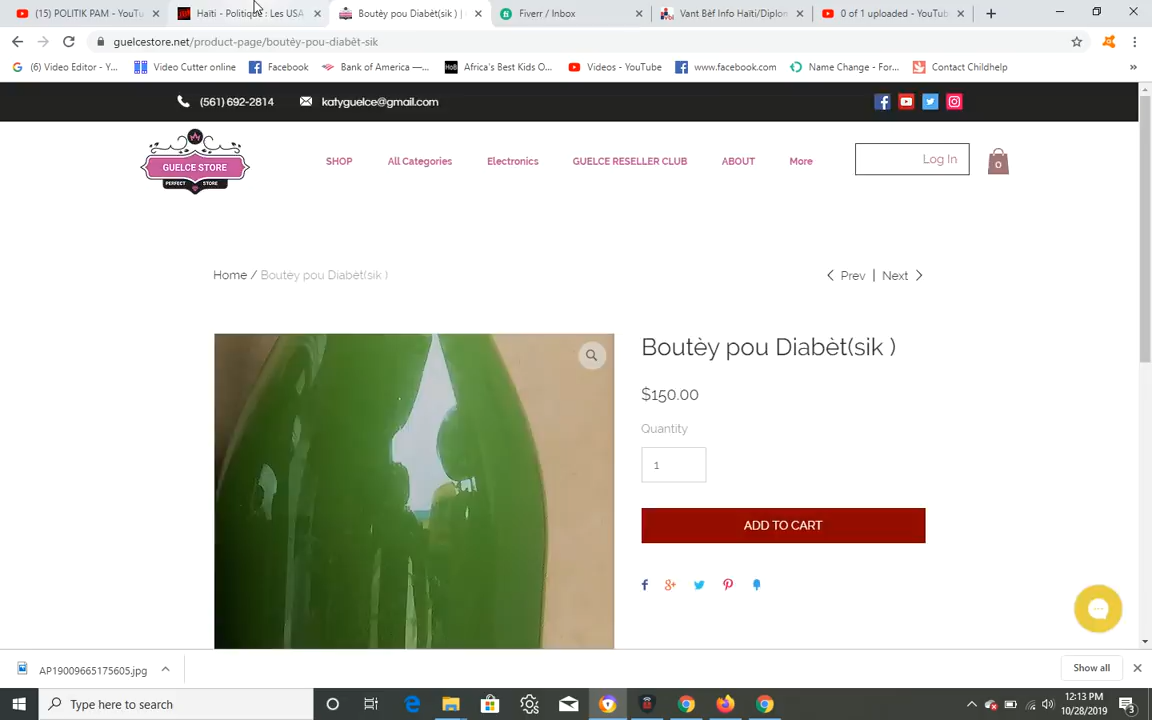 (15) POLITIK PAM - YouTu
Haïti - Politique : Les USA
Boutèy pou Diabèt(sik ) |
Fiverr / Inbox
Vant Bèf Info Haïti/Diplon
0 of 1 uploaded - YouTub
guelcestore.net/product-page/boutèy-pou-diabèt-sik
(6) Video Editor - Y...
Video Cutter online
Facebook
Bank of America —...
Africa's Best Kids O...
Videos - YouTube
www.facebook.com
Name Change - For...
Contact Childhelp
(561) 692-2814
katyguelce@gmail.com
GUELCE STORE
PERFECT STORE
SHOP
All Categories
Electronics
GUELCE RESELLER CLUB
ABOUT
More
Log In
0
Home / Boutèy pou Diabèt(sik )
Prev | Next
Boutèy pou Diabèt(sik )
$150.00
Quantity
1
ADD TO CART
AP19009665175605.jpg
Show all
Type here to search
12:13 PM
10/28/2019
3